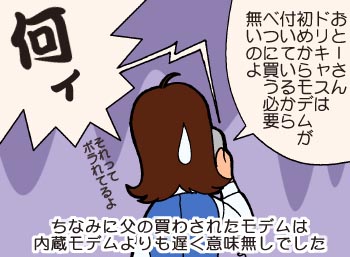 おとーさん
ドリキャスは
初めからモデムが
付いているから
べつに買う必要
無いのよ
何ィ
それって
ボラれてるよ
ちなみに父の買わされたモデムは
内蔵モデムよりも遅く意味無しでした